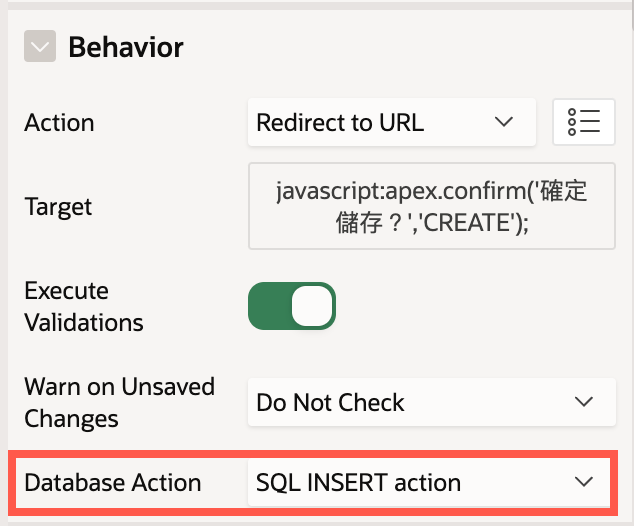 Behavior
Action
Redirect to URL
Target
javascript:apex.confirm('確定
儲存？','CREATE');
Execute
Validations
Warn on Unsaved
Changes
Do Not Check
Database Action
SQL INSERT action